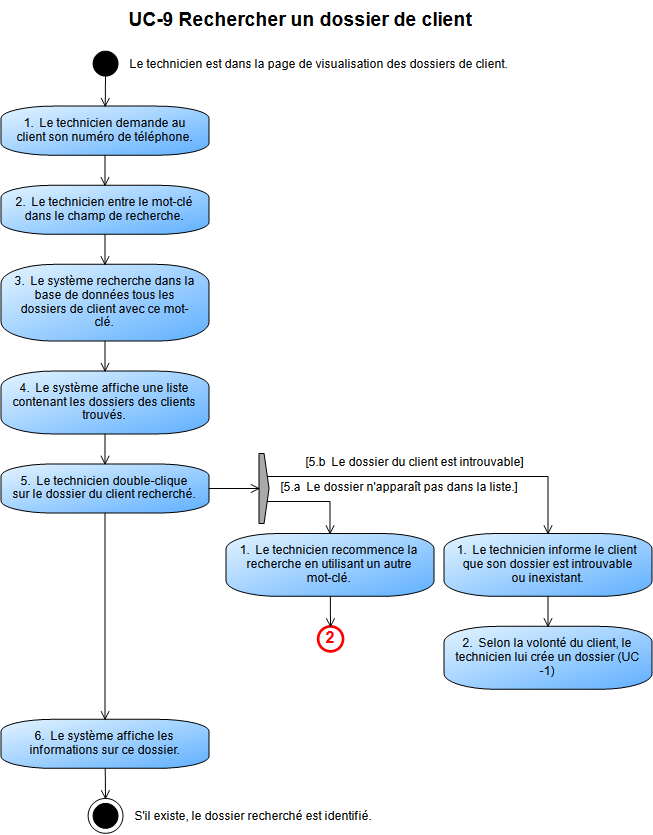 UC-9 Rechercher un dossier de client
Le technicien est dans la page de visualisation des dossiers de client.
1. Le technicien demande au
client son numéro de téléphone.
2. Le technicien entre le mot-clé
dans le champ de recherche.
3. Le système recherche dans la
base de données tous les
dossiers de client avec ce mot-
clé.
4. Le système affiche une liste
contenant les dossiers des clients
trouvés.
5. Le technicien double-clique
sur le dossier du client recherché.
[5.b Le dossier du client est introuvable]
[5.a Le dossier n'apparaît pas dans la liste.]
1. Le technicien recommence la
recherche en utilisant un autre
mot-clé.
2
1. Le technicien informe le client
que son dossier est introuvable
ou inexistant.
2. Selon la volonté du client, le
technicien lui crée un dossier (UC
-1)
6. Le système affiche les
informations sur ce dossier.
S'il existe, le dossier recherché est identifié.